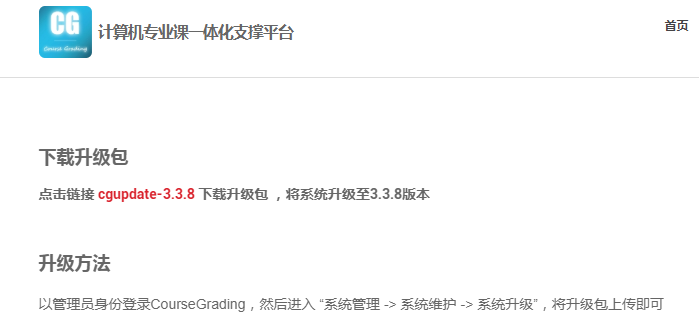 CG
Course Grading
计算机专业课一体化支撑平台
首页
下载升级包
点击链接 cgupdate-3.3.8 下载升级包 ，将系统升级至3.3.8版本
升级方法
以管理员身份登录CourseGrading，然后进入 “系统管理 -> 系统维护 -> 系统升级”，将升级包上传即可